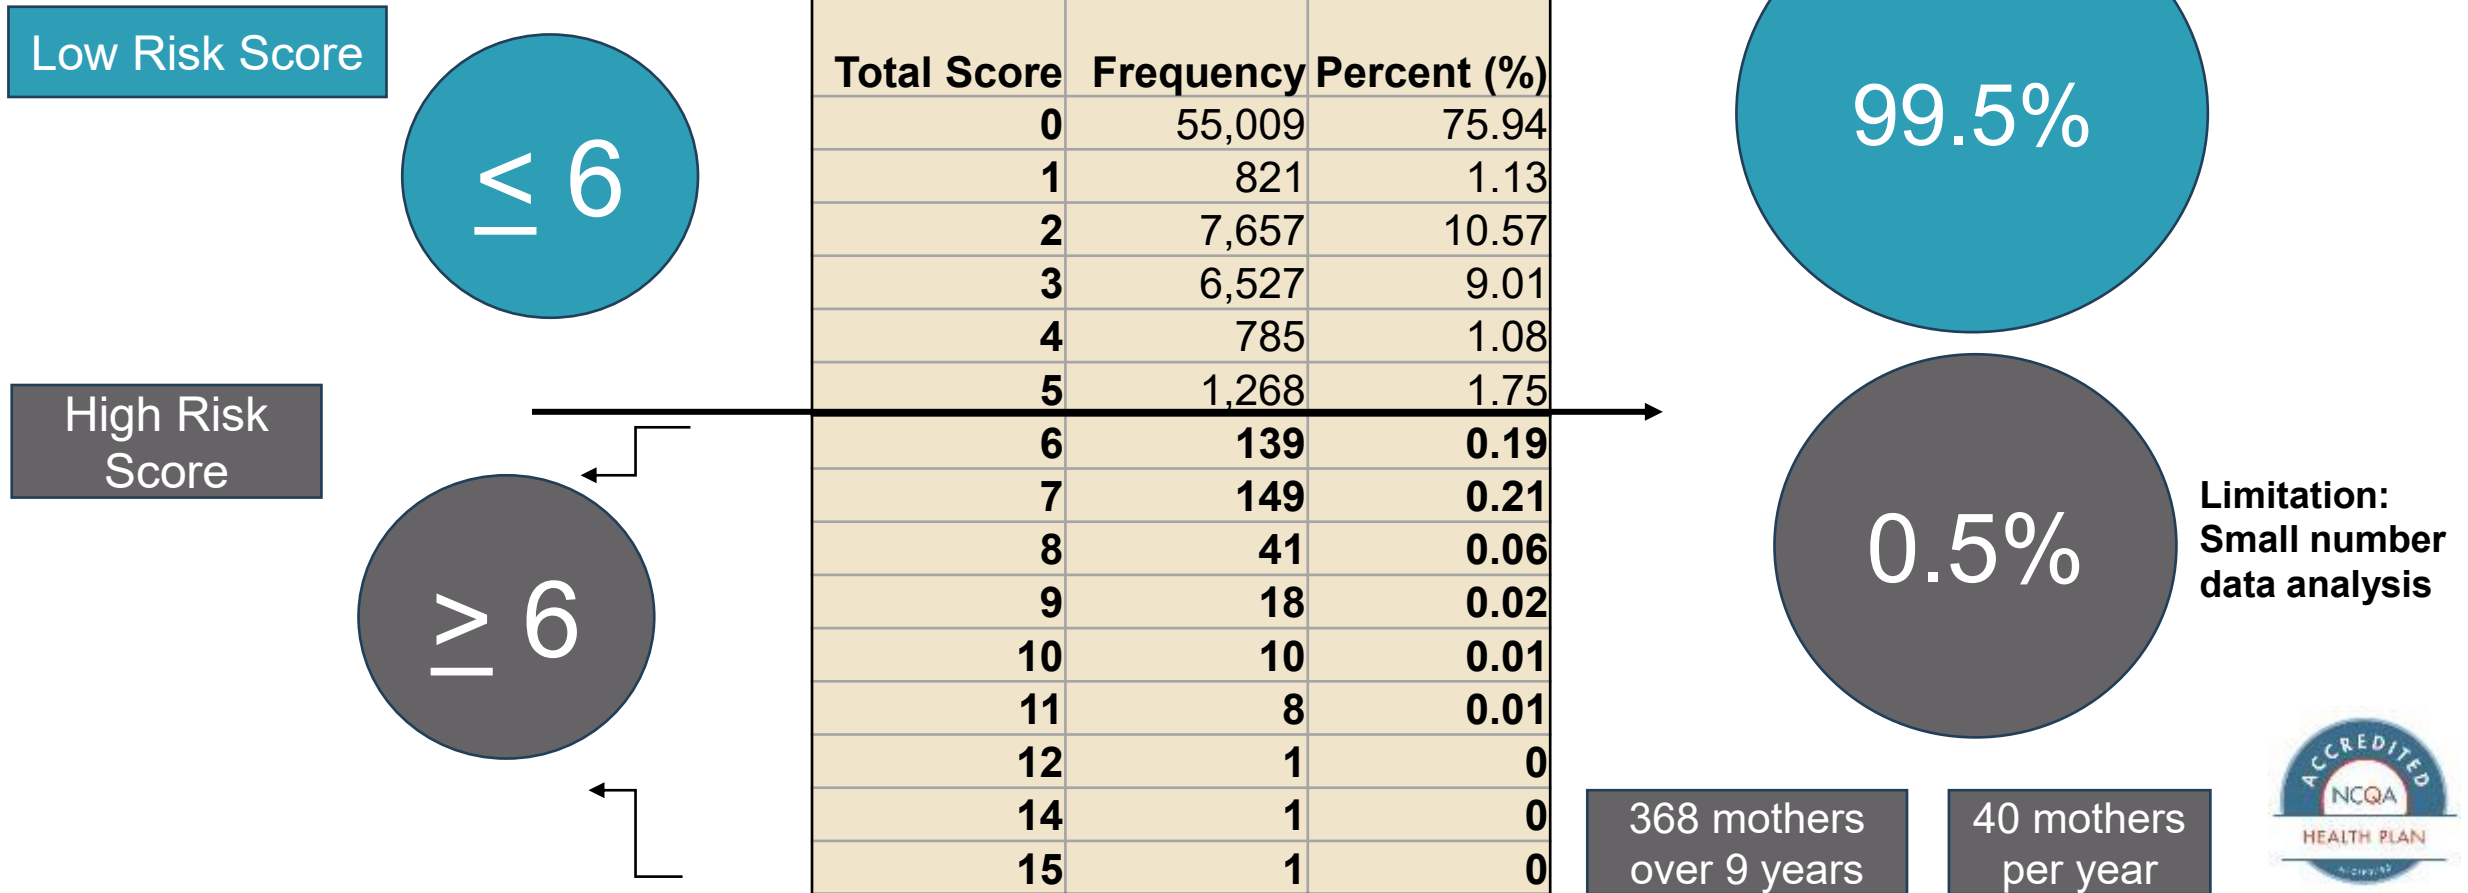 Low Risk Score
≤ 6
High Risk
Score
≥ 6
Total Score Frequency Percent (%)
0 55,009 75.94
1 821 1.13
2 7,657 10.57
3 6,527 9.01
4 785 1.08
5 1,268 1.75
6 139 0.19
7 149 0.21
8 41 0.06
9 18 0.02
10 10 0.01
11 8 0.01
12 1 0
14 1 0
15 1 0
99.5%
0.5%
Limitation:
Small number
data analysis
368 mothers
over 9 years
40 mothers
per year
ACCREDITED
NCQA
HEALTH PLAN